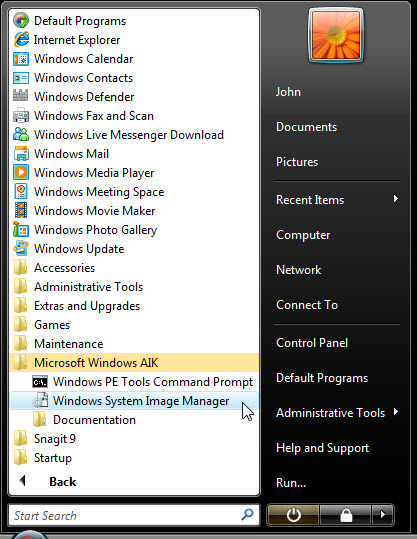 Default Programs
Internet Explorer
Windows Calendar
Windows Contacts
Windows Defender
Windows Fax and Scan
Windows Live Messenger Download
Windows Mail
Windows Media Player
Windows Meeting Space
Windows Movie Maker
Windows Photo Gallery
Windows Update
Accessories
Administrative Tools
Extras and Upgrades
Games
Maintenance
Microsoft Windows AIK
Windows PE Tools Command Prompt
Windows System Image Manager
Documentation
Snagit 9
Startup
Back
Start Search
John
Documents
Pictures
Recent Items
Computer
Network
Connect To
Control Panel
Default Programs
Administrative Tools
Help and Support
Run...